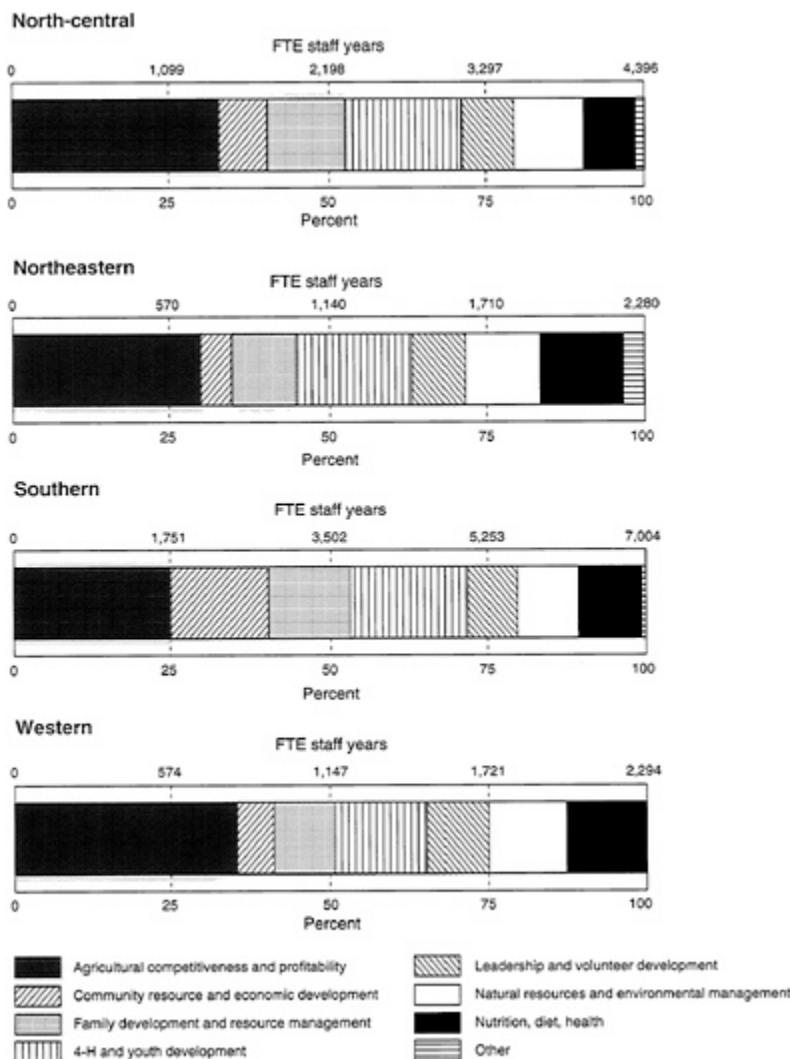 North-central
FTE staff years
0 1,099 2,198 3,297 4,396
0 25 50 75 100
Percent
Northeastern
FTE staff years
0 570 1,140 1,710 2,280
0 25 50 75 100
Percent
Southern
FTE staff years
0 1,751 3,502 5,253 7,004
0 25 50 75 100
Percent
Western
FTE staff years
0 574 1,147 1,721 2,294
0 25 50 75 100
Percent
Agricultural competitiveness and profitability
Community resource and economic development
Family development and resource management
4-H and youth development
Leadership and volunteer development
Natural resources and environmental management
Nutrition, diet, health
Other